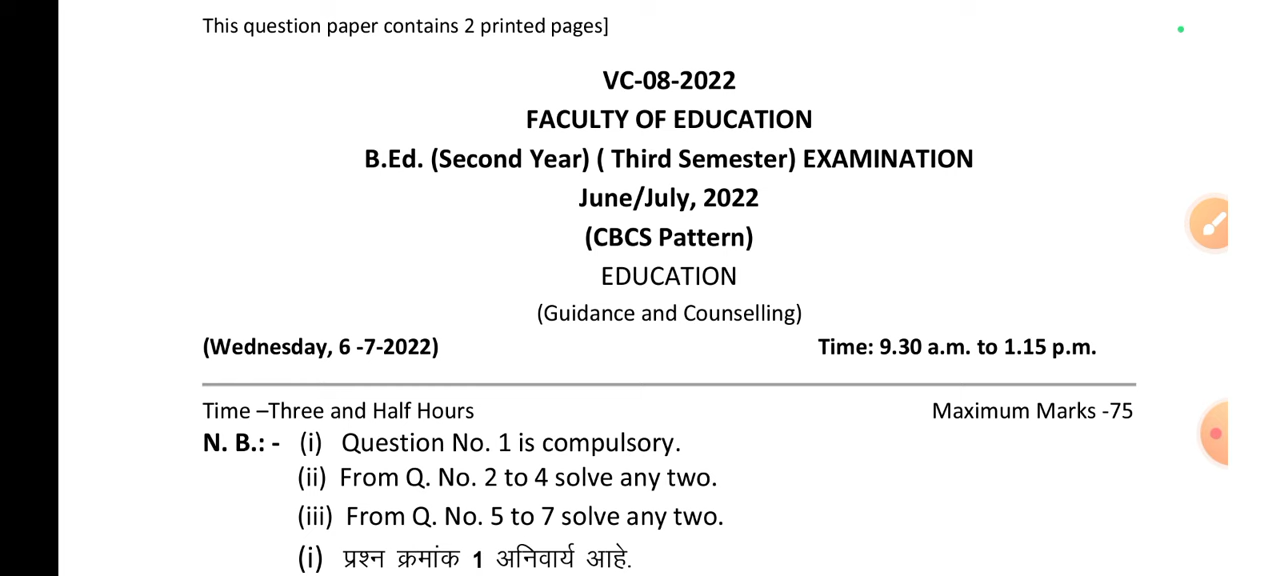 This question paper contains 2 printed pages]
VC-08-2022
FACULTY OF EDUCATION
B.Ed. (Second Year) ( Third Semester) EXAMINATION
June/July, 2022
(CBCS Pattern)
EDUCATION
(Guidance and Counselling)
(Wednesday, 6 -7-2022) Time: 9.30 a.m. to 1.15 p.m.
Time –Three and Half Hours Maximum Marks -75
N. B.: - (i) Question No. 1 is compulsory.
(ii) From Q. No. 2 to 4 solve any two.
(iii) From Q. No. 5 to 7 solve any two.
(i) प्रश्न क्रमांक 1 अनिवार्य आहे.